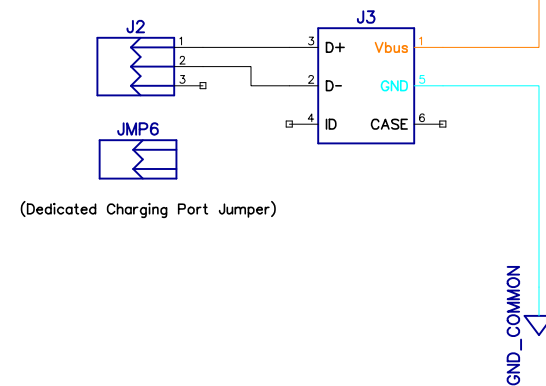 J3
J2
1
2
3
3 D+ Vbus 1
2 D- GND 5
4 ID CASE 6
JMP6
(Dedicated Charging Port Jumper)
GND_COMMON